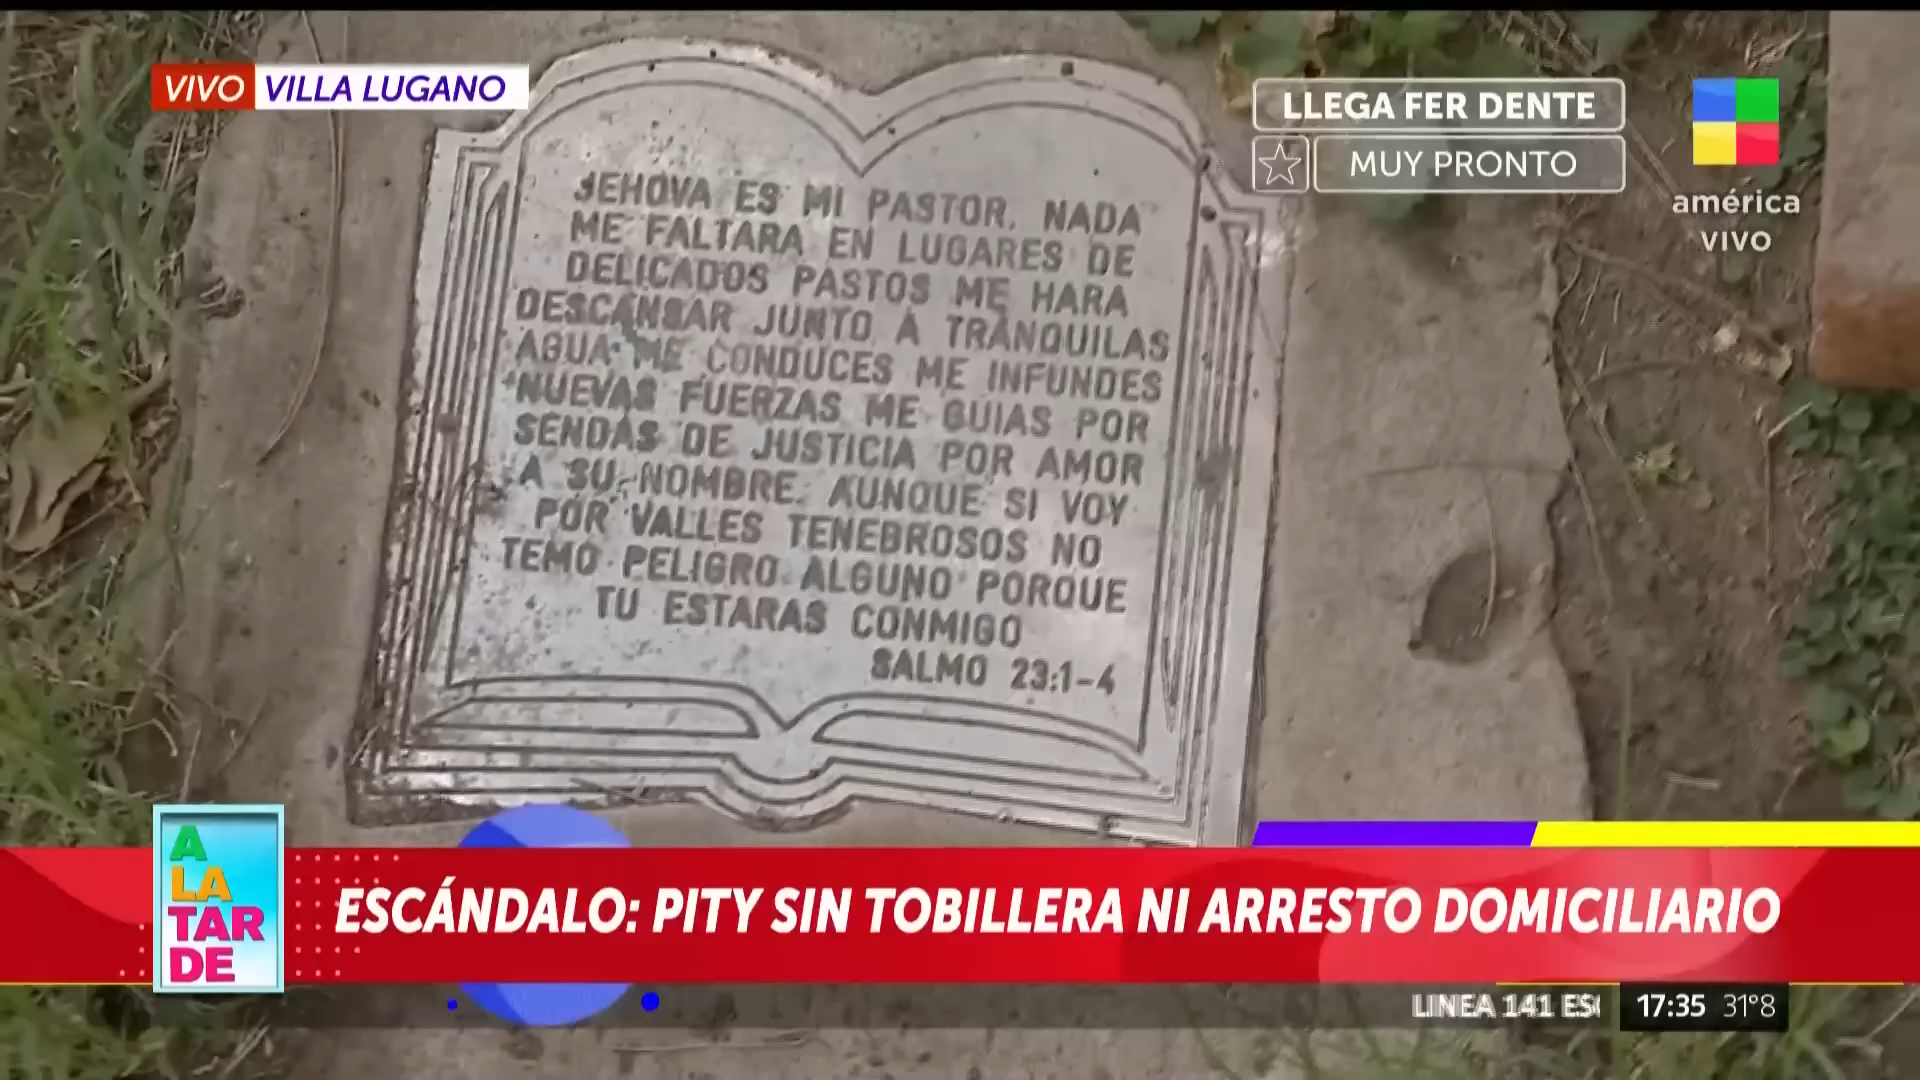 VIVO VILLA LUGANO
LLEGA FER DENTE
MUY PRONTO
américa
VIVO
JEHOVA ES MI PASTOR. NADA
ME FALTARA EN LUGARES DE
DELICADOS PASTOS ME HARA
DESCANSAR JUNTO A TRANQUILAS
AGUA ME CONDUCES ME INFUNDES
NUEVAS FUERZAS ME GUIAS POR
SENDAS DE JUSTICIA POR AMOR
A SU NOMBRE. AUNQUE SI VOY
POR VALLES TENEBROSOS NO
TEMO PELIGRO ALGUNO PORQUE
TU ESTARAS CONMIGO
SALMO 23:1-4
A
LA
TAR
DE
ESCÁNDALO: PITY SIN TOBILLERA NI ARRESTO DOMICILIARIO
LINEA 141
17:35 31°8